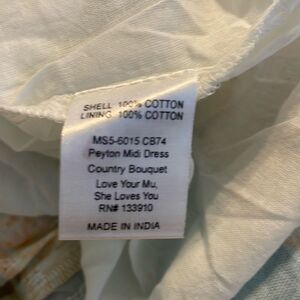 SHELL: 100% COTTON
LINING: 100% COTTON
MS5-6015 CB74
Peyton Midi Dress
Country Bouquet
Love Your Mu,
She Loves You
RN# 133910
MADE IN INDIA